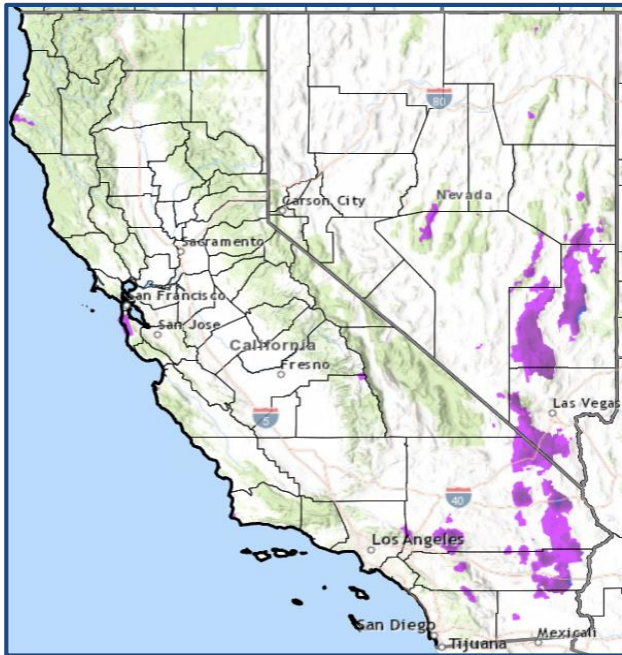 80
Nevada
Carson City
Sacramento
San Francisco
San Jose
California
Fresno
Las Vegas
5
40
Los Angeles
San Diego
Tijuana
Mexicali